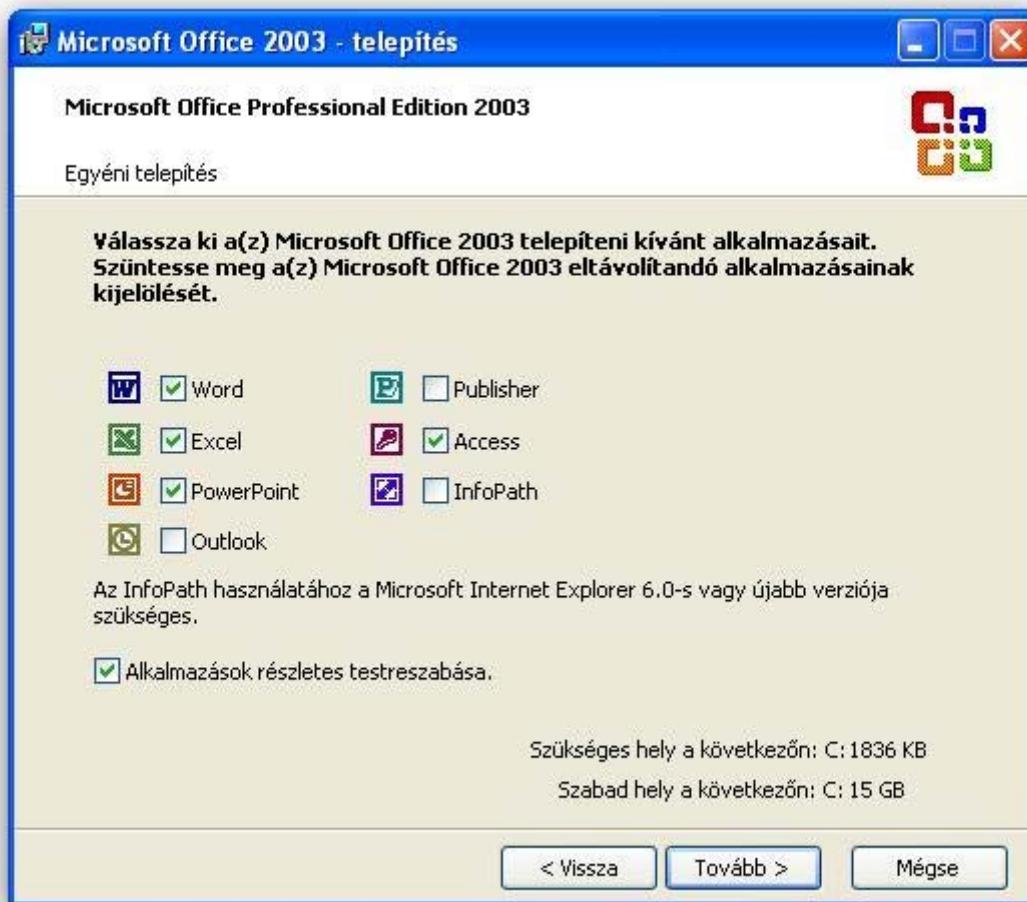 Microsoft Office 2003 - telepítés
Microsoft Office Professional Edition 2003
Egyéni telepítés
Válassza ki a(z) Microsoft Office 2003 telepíteni kívánt alkalmazásait.
Szüntesse meg a(z) Microsoft Office 2003 eltávolítandó alkalmazásainak
kijelölését.
Word
Publisher
Excel
Access
PowerPoint
InfoPath
Outlook
Az InfoPath használatához a Microsoft Internet Explorer 6.0-s vagy újabb verziója
szükséges.
Alkalmazások részletes testreszabása.
Szükséges hely a következőn: C: 1836 KB
Szabad hely a következőn: C: 15 GB
< Vissza
Tovább >
Mégse